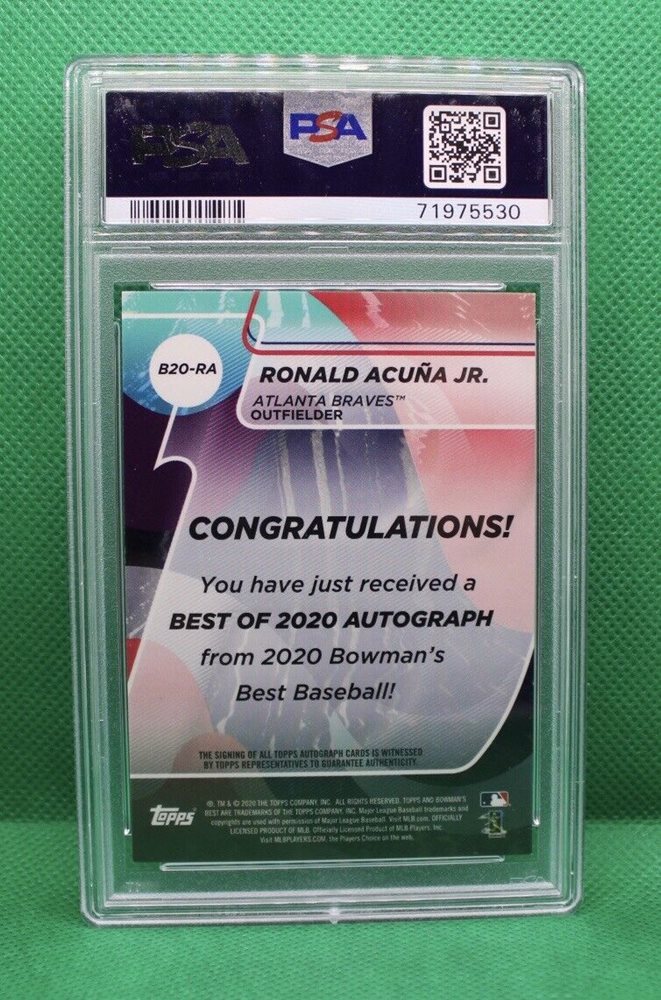 PSA
PSA
71975530
B20-RA
RONALD ACUÑA JR.
ATLANTA BRAVES™
OUTFIELDER
CONGRATULATIONS!
You have just received a
BEST OF 2020 AUTOGRAPH
from 2020 Bowman's
Best Baseball!
THE SIGNING OF ALL TOPPS AUTOGRAPH CARDS IS WITNESSED
BY TOPPS REPRESENTATIVES TO GUARANTEE AUTHENTICITY.
topps
®, TM & © 2020 THE TOPPS COMPANY, INC. ALL RIGHTS RESERVED. TOPPS AND BOWMAN'S
BEST ARE TRADEMARKS OF THE TOPPS COMPANY, INC. Major League Baseball trademarks and
copyrights are used with permission of Major League Baseball. Visit MLB.com. OFFICIALLY
LICENSED PRODUCT OF MLB. Officially Licensed Product of MLB Players, Inc.
Visit MLBPLAYERS.COM, the Players Choice on the web.